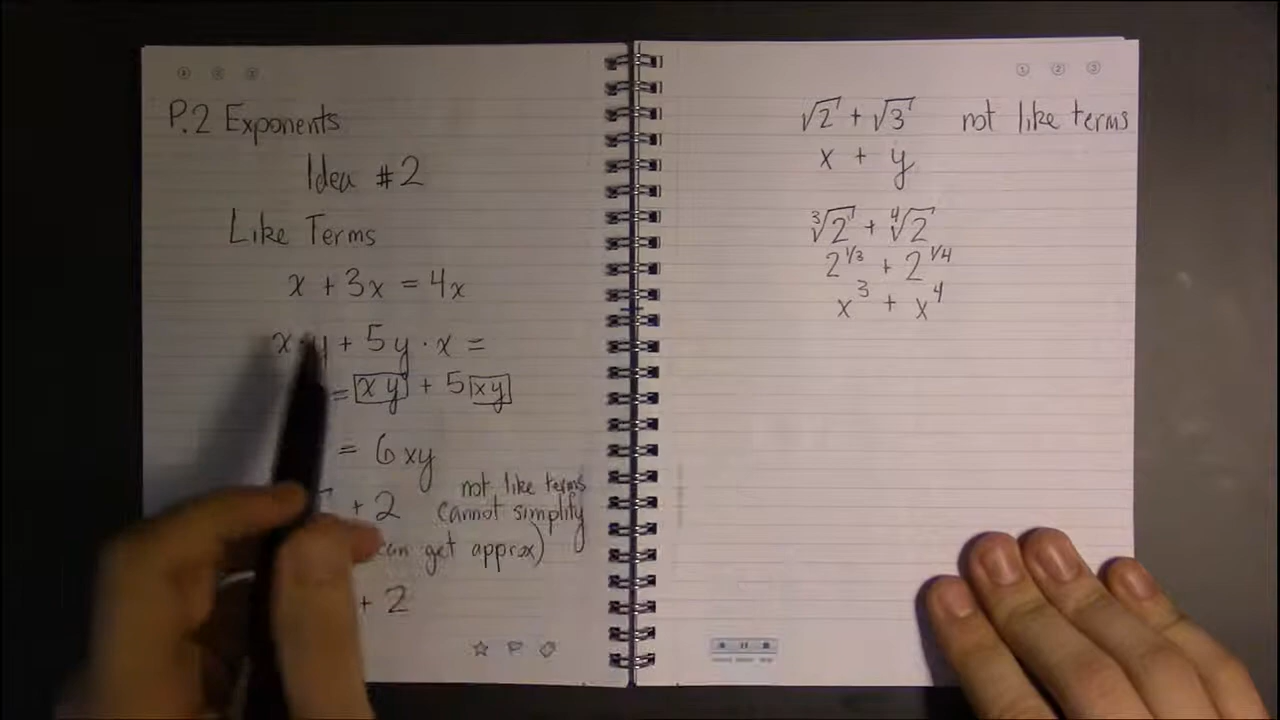 P.2 Exponents
Idea #2
Like Terms
x + 3x = 4x
x · y + 5y · x =
= xy + 5 xy
= 6xy
+ 2 not like terms
cannot simplify
can get approx)
+ 2
√2 + √3 not like terms
x + y
∛2 + ∜2
2^1/3 + 2^1/4
x^3 + x^4